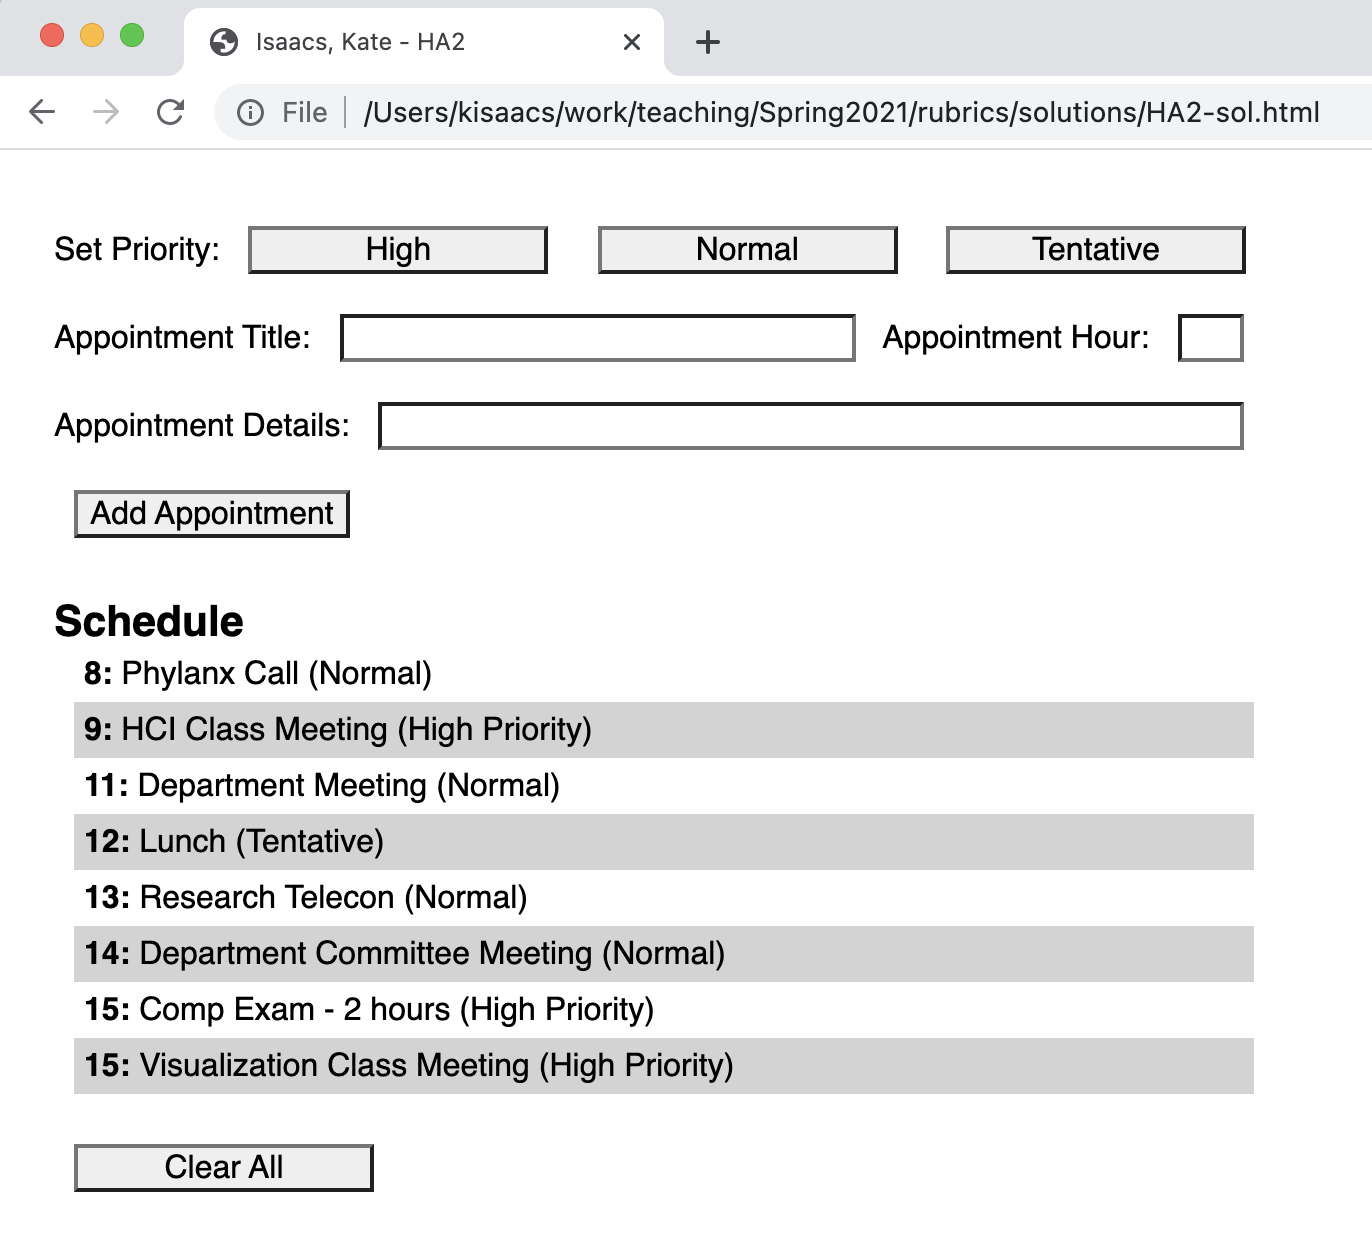 Isaacs, Kate - HA2
File /Users/kisaacs/work/teaching/Spring2021/rubrics/solutions/HA2-sol.html
Set Priority: High Normal Tentative
Appointment Title: Appointment Hour:
Appointment Details:
Add Appointment
Schedule
8: Phylanx Call (Normal)
9: HCI Class Meeting (High Priority)
11: Department Meeting (Normal)
12: Lunch (Tentative)
13: Research Telecon (Normal)
14: Department Committee Meeting (Normal)
15: Comp Exam - 2 hours (High Priority)
15: Visualization Class Meeting (High Priority)
Clear All